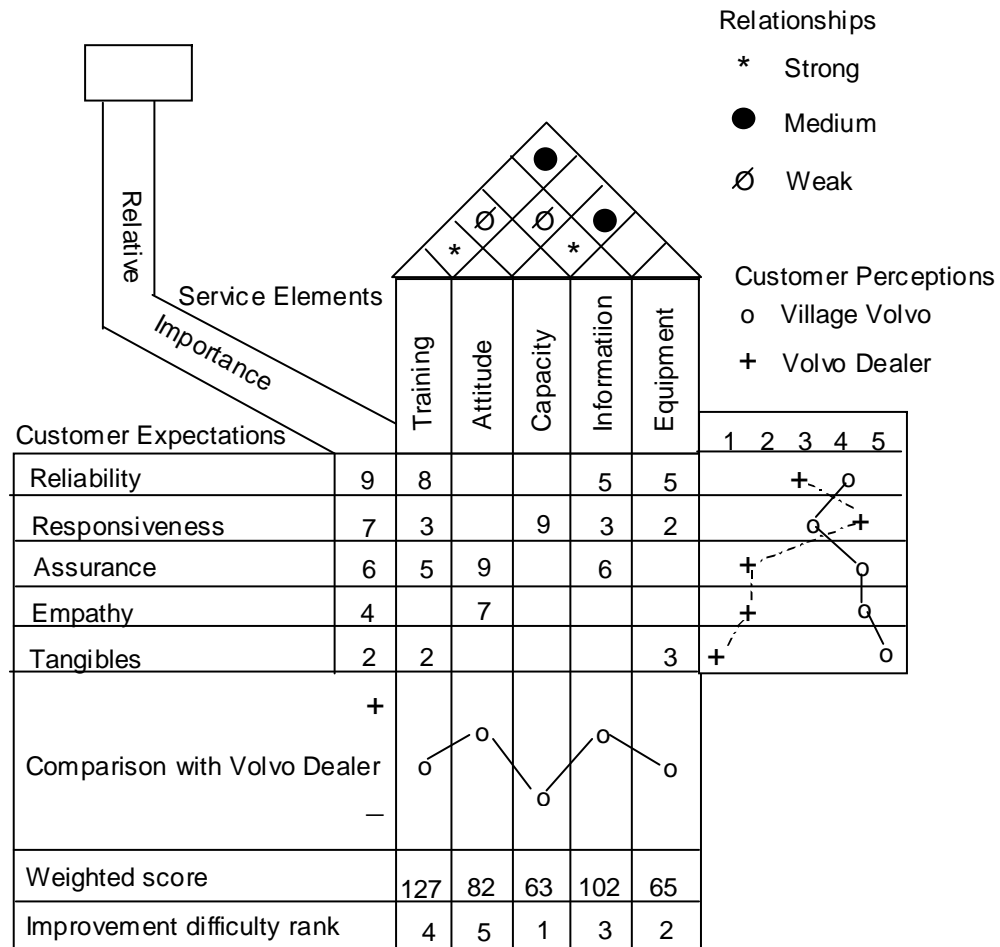 Relationships
* Strong
● Medium
Ø Weak
Relative
Importance
Service Elements
Customer Perceptions
o Village Volvo
+ Volvo Dealer
Training
Attitude
Capacity
Informatiion
Equipment
Customer Expectations
1 2 3 4 5
Reliability 9 8 5 5
Responsiveness 7 3 9 3 2
Assurance 6 5 9 6
Empathy 4 7
Tangibles 2 2 3
+
Comparison with Volvo Dealer
–
Weighted score 127 82 63 102 65
Improvement difficulty rank 4 5 1 3 2